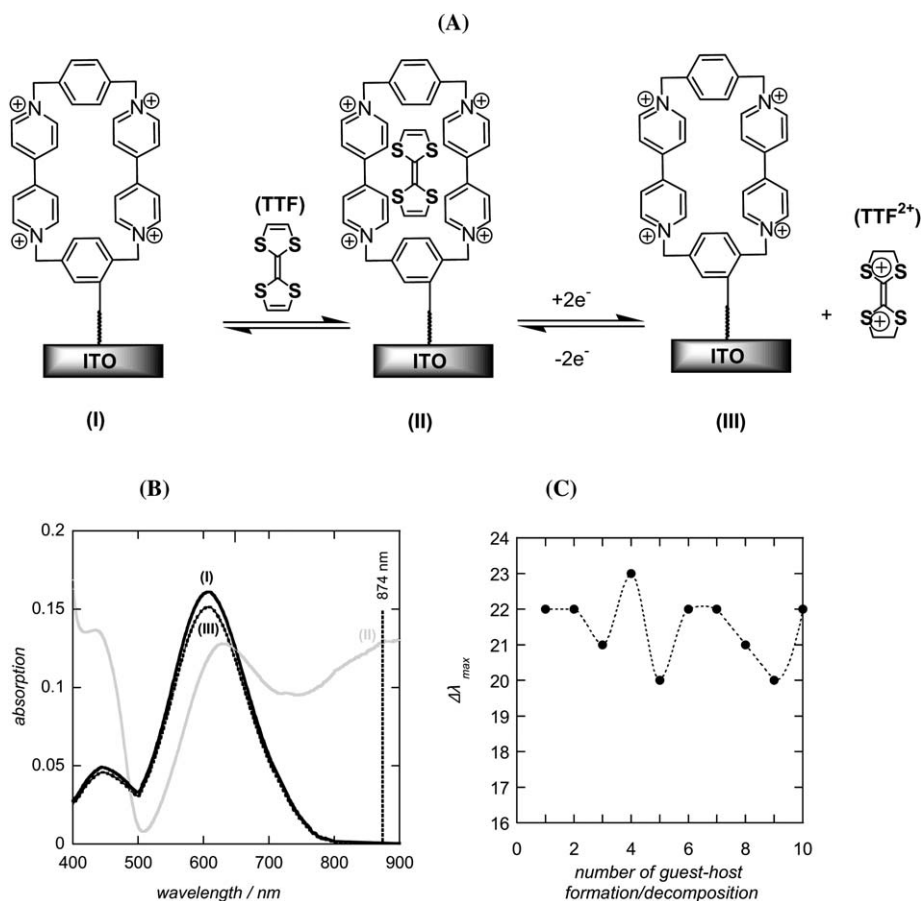 (A)
(TTF)
(TTF²⁺)
N⊕ N⊕ N⊕ N⊕
S S S S
N⊕ N⊕ N⊕ N⊕
S S S S
N⊕ N⊕ N⊕ N⊕
S S S S
+2e⁻
-2e⁻
+
ITO
ITO
ITO
(I)
(II)
(III)
(B)
0.2
0.15
0.1
0.05
0
absorption
(I)
(III)
(II)
874 nm
400 500 600 700 800 900
wavelength / nm
(C)
24
23
22
21
20
19
18
17
16
Δλ max
0 2 4 6 8 10
number of guest-host
formation/decomposition